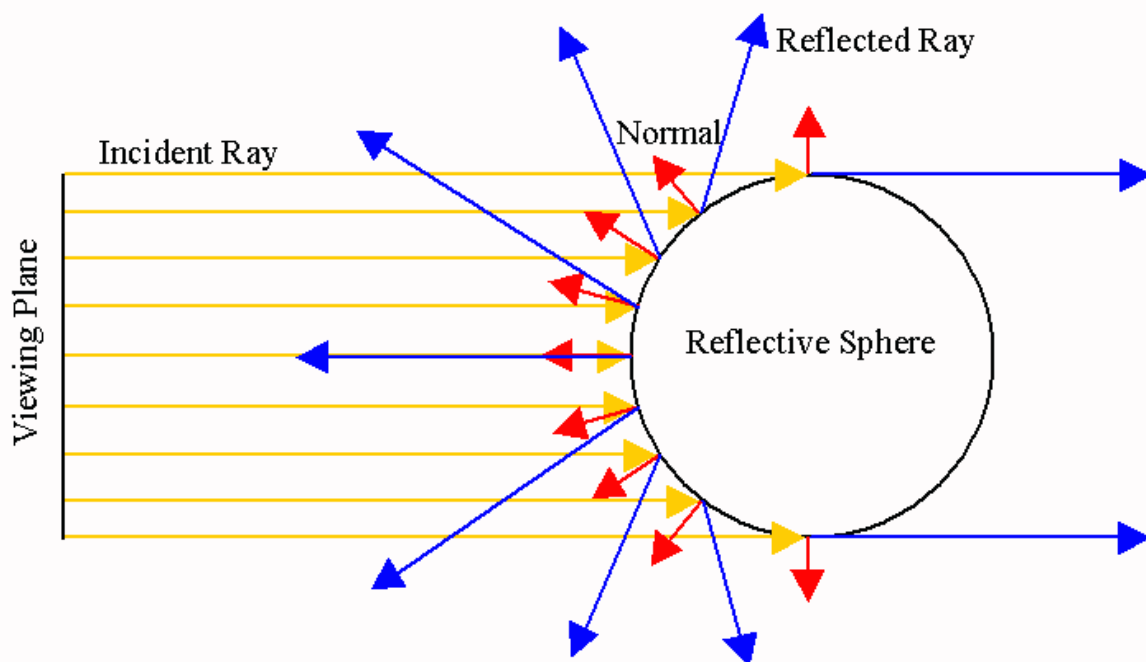 Reflected Ray
Normal
Incident Ray
Viewing Plane
Reflective Sphere